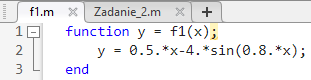 f1.m × Zadanie_2.m × +
1 function y = f1(x);
2 y = 0.5.*x-4.*sin(0.8.*x);
3 end